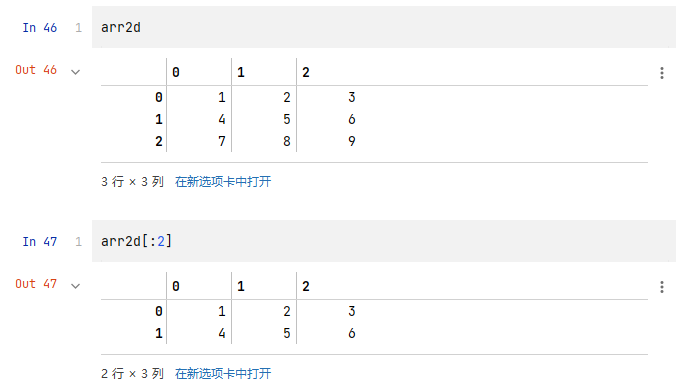 In 46 1 arr2d
Out 46
0 1 2
0 1 2 3
1 4 5 6
2 7 8 9
3 行 × 3 列 在新选项卡中打开
In 47 1 arr2d[:2]
Out 47
0 1 2
0 1 2 3
1 4 5 6
2 行 × 3 列 在新选项卡中打开